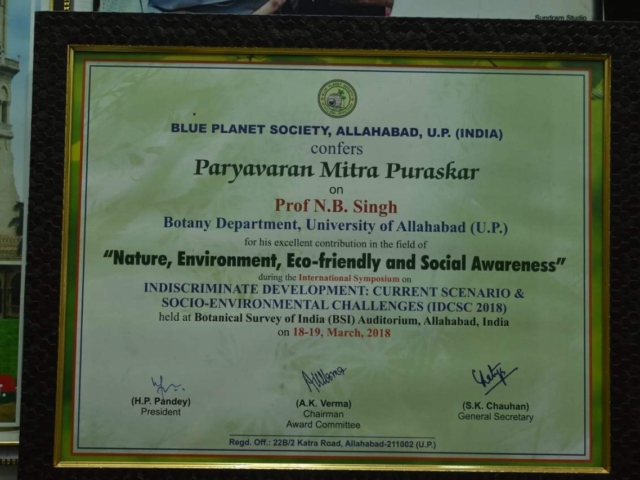 Sundram Studio
BLUE PLANET SOCIETY, ALLAHABAD, U.P. (INDIA)
confers
Paryavaran Mitra Puraskar
on
Prof N.B. Singh
Botany Department, University of Allahabad (U.P.)
for his excellent contribution in the field of
"Nature, Environment, Eco-friendly and Social Awareness"
during the International Symposium on
INDISCRIMINATE DEVELOPMENT: CURRENT SCENARIO &
SOCIO-ENVIRONMENTAL CHALLENGES (IDCSC 2018)
held at Botanical Survey of India (BSI) Auditorium, Allahabad, India
on 18-19, March, 2018
(H.P. Pandey)
President
(A.K. Verma)
Chairman
Award Committee
(S.K. Chauhan)
General Secretary
Regd. Off.: 22B/2 Katra Road, Allahabad-211002 (U.P.)